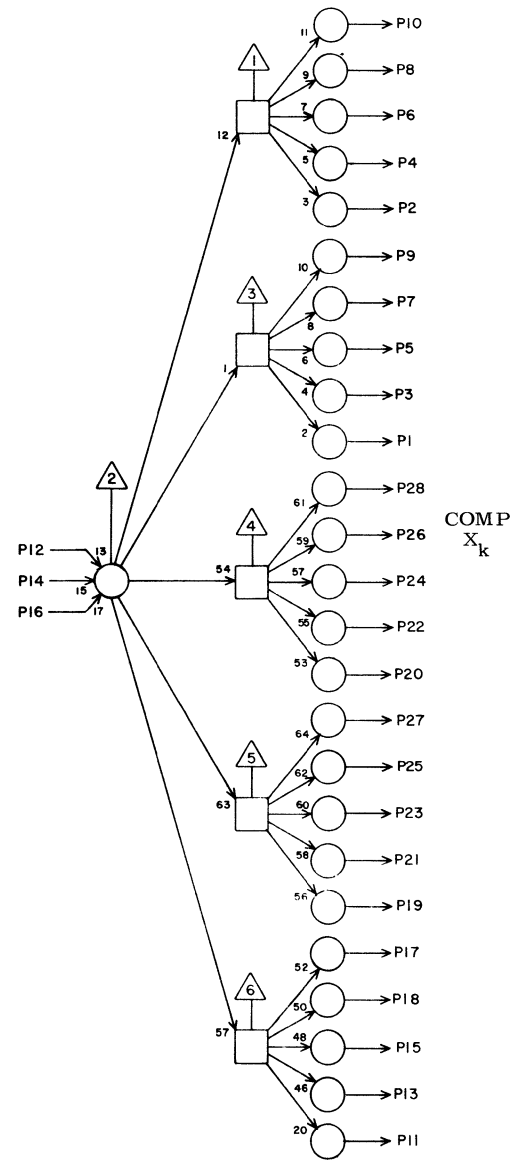 11 P10
1
9 P8
7 P6
12
5 P4
3 P2
10 P9
3
8 P7
6 P5
1
4 P3
2 P1
61 P28
2
4
59 P26
COMP
X_k
P12 13
54
57 P24
P14 15
P16 17
55 P22
53 P20
64 P27
5
62 P25
63
60 P23
58 P21
56 P19
52 P17
6
50 P18
57
48 P15
46 P13
20 P11